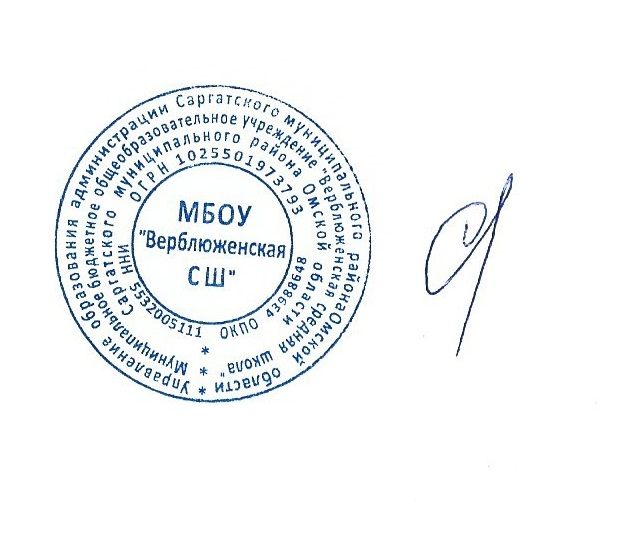 Управление образования администрации Саргатского муниципального района Омской области *
Муниципальное бюджетное общеобразовательное учреждение "Верблюженская средняя школа" *
Саргатского муниципального района Омской области *
ОГРН 1025501973793
ИНН 5532005111 ОКПО 43988648
МБОУ
"Верблюженская
СШ"